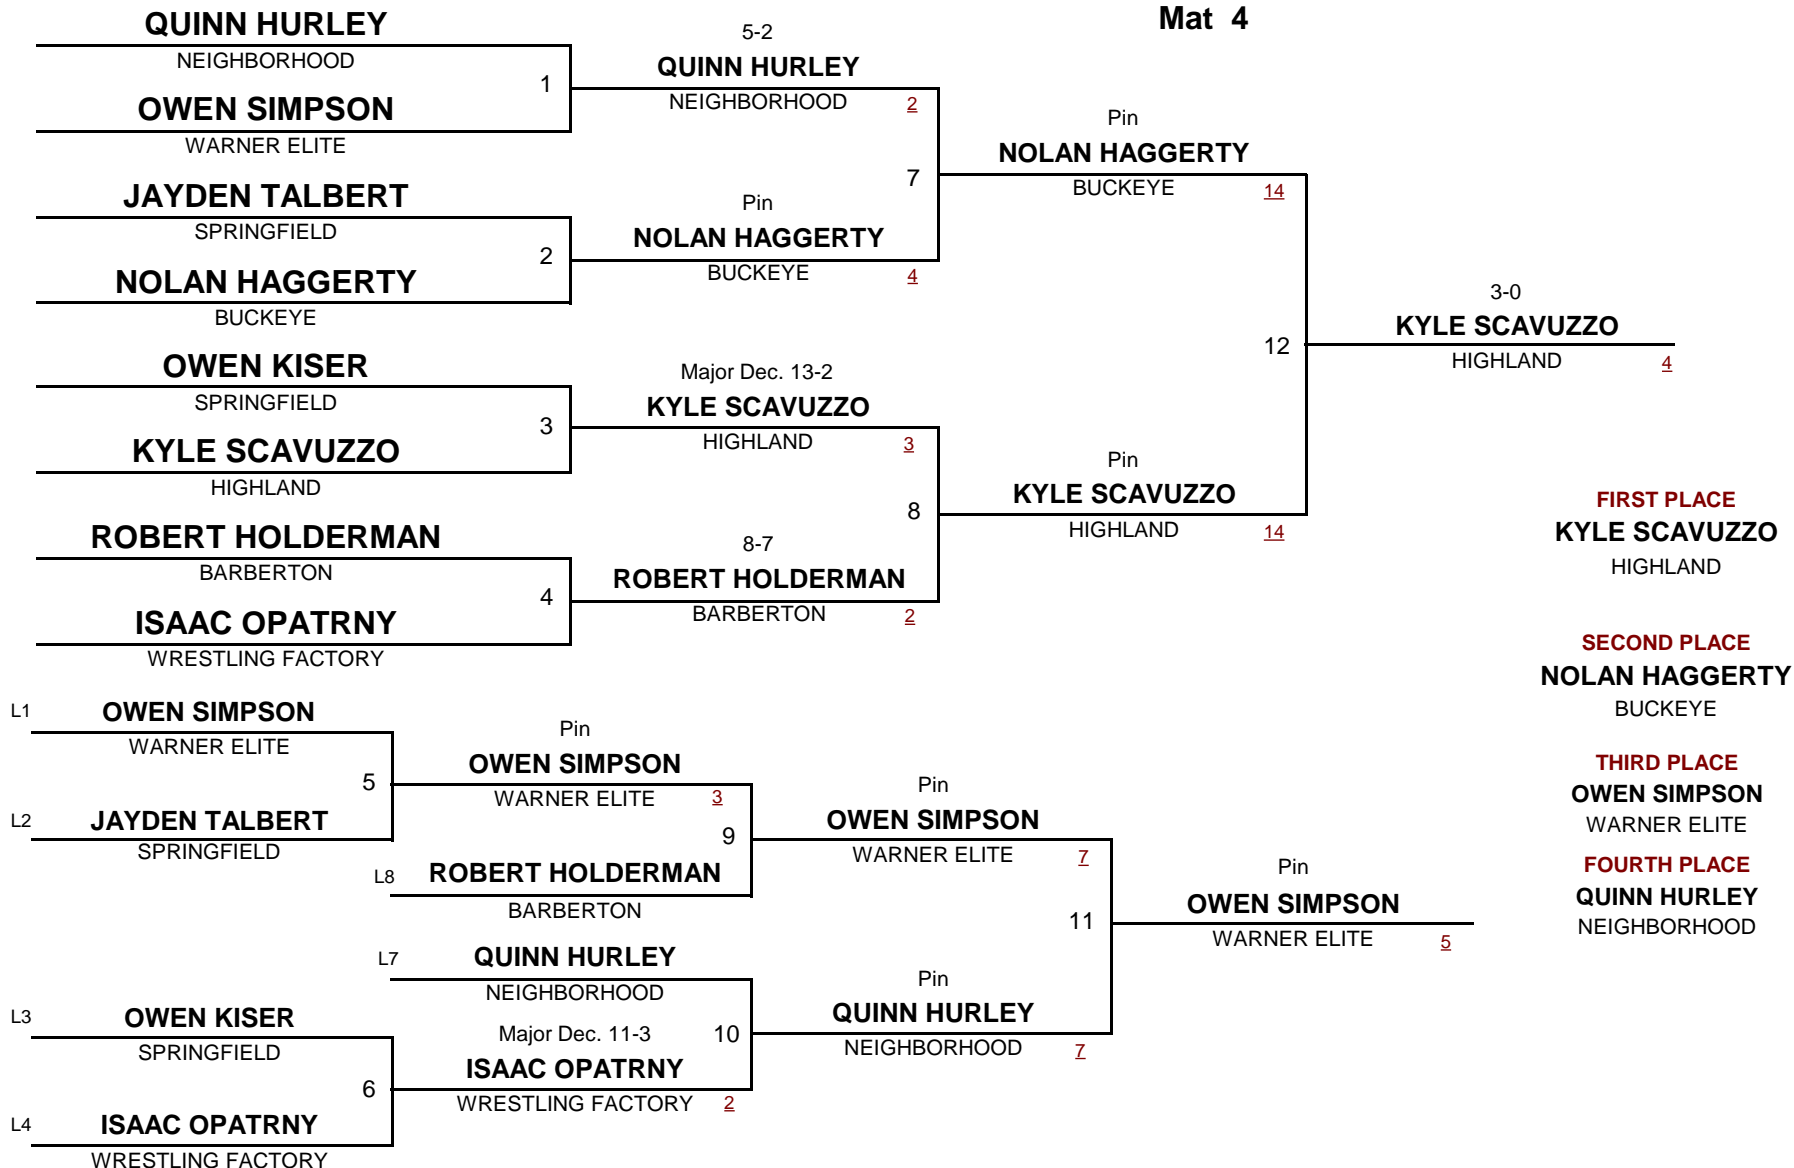 Mat 4
QUINN HURLEY
NEIGHBORHOOD
1
OWEN SIMPSON
WARNER ELITE
JAYDEN TALBERT
SPRINGFIELD
2
NOLAN HAGGERTY
BUCKEYE
OWEN KISER
SPRINGFIELD
3
KYLE SCAVUZZO
HIGHLAND
ROBERT HOLDERMAN
BARBERTON
4
ISAAC OPATRNY
WRESTLING FACTORY
5-2
QUINN HURLEY
NEIGHBORHOOD 2
7
Pin
NOLAN HAGGERTY
BUCKEYE 4
Major Dec. 13-2
KYLE SCAVUZZO
HIGHLAND 3
8
8-7
ROBERT HOLDERMAN
BARBERTON 2
Pin
NOLAN HAGGERTY
BUCKEYE 14
12
Pin
KYLE SCAVUZZO
HIGHLAND 14
3-0
KYLE SCAVUZZO
HIGHLAND 4
FIRST PLACE
KYLE SCAVUZZO
HIGHLAND
SECOND PLACE
NOLAN HAGGERTY
BUCKEYE
THIRD PLACE
OWEN SIMPSON
WARNER ELITE
FOURTH PLACE
QUINN HURLEY
NEIGHBORHOOD
L1 OWEN SIMPSON
WARNER ELITE
5
L2 JAYDEN TALBERT
SPRINGFIELD
Pin
OWEN SIMPSON
WARNER ELITE 3
9
L8 ROBERT HOLDERMAN
BARBERTON
L7 QUINN HURLEY
NEIGHBORHOOD
L3 OWEN KISER
SPRINGFIELD
6
L4 ISAAC OPATRNY
WRESTLING FACTORY
Major Dec. 11-3 10
ISAAC OPATRNY
WRESTLING FACTORY 2
Pin
OWEN SIMPSON
WARNER ELITE 7
11
Pin
QUINN HURLEY
NEIGHBORHOOD 7
Pin
OWEN SIMPSON
WARNER ELITE 5